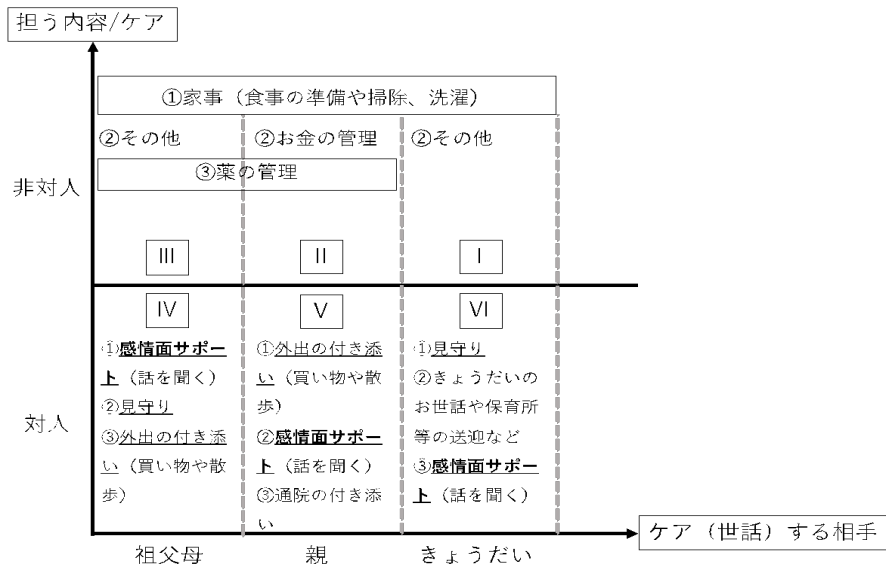 担う内容/ケア
①家事（食事の準備や掃除、洗濯）
②その他
②お金の管理
②その他
③薬の管理
非対人
III
II
I
IV
V
VI
①感情面サポー
ト（話を聞く）
②見守り
③外出の付き添
い（買い物や散
歩）
①外出の付き添
い（買い物や散
歩）
②感情面サポー
ト（話を聞く）
③通院の付き添
い
①見守り
②きょうだいの
お世話や保育所
等の送迎など
③感情面サポー
ト（話を聞く）
対人
ケア（世話）する相手
祖父母
親
きょうだい